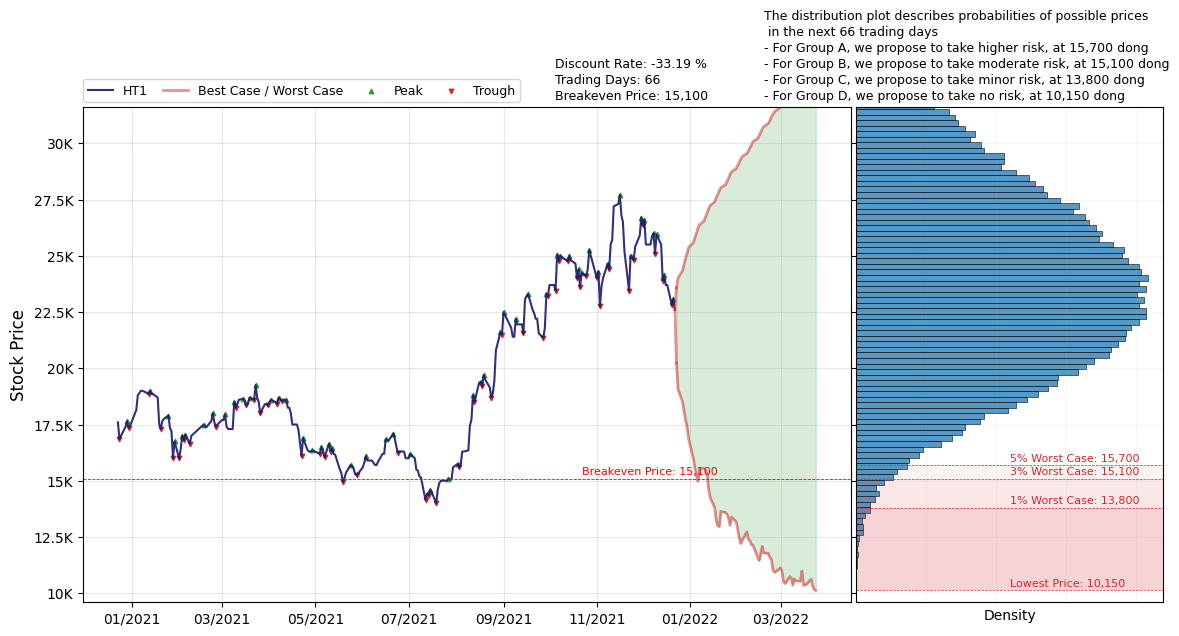 The distribution plot describes probabilities of possible prices
in the next 66 trading days
- For Group A, we propose to take higher risk, at 15,700 dong
- For Group B, we propose to take moderate risk, at 15,100 dong
- For Group C, we propose to take minor risk, at 13,800 dong
- For Group D, we propose to take no risk, at 10,150 dong
Discount Rate: -33.19 %
Trading Days: 66
Breakeven Price: 15,100
HT1
Best Case / Worst Case
Peak
Trough
Stock Price
30K
27.5K
25K
22.5K
20K
17.5K
15K
12.5K
10K
Breakeven Price: 15,100
5% Worst Case: 15,700
3% Worst Case: 15,100
1% Worst Case: 13,800
Lowest Price: 10,150
01/2021
03/2021
05/2021
07/2021
09/2021
11/2021
01/2022
03/2022
Density